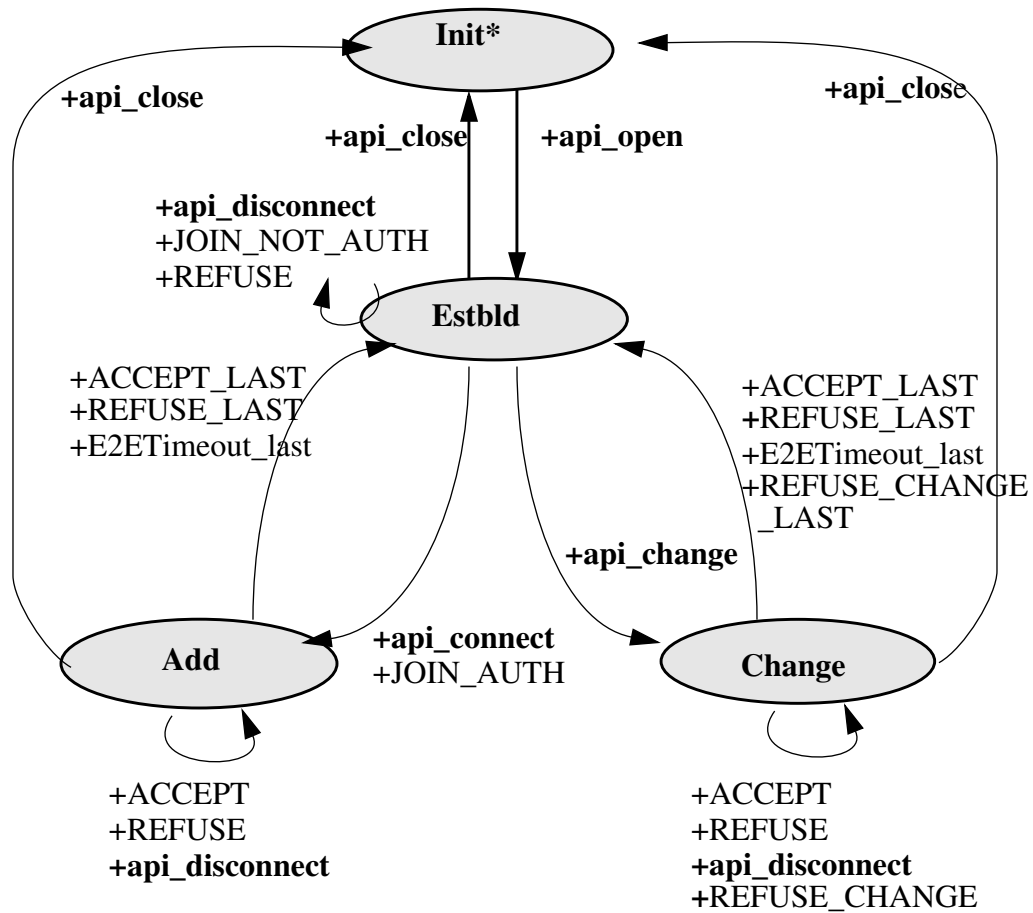 Init*
+api_close
+api_close
+api_close
+api_open
+api_disconnect
+JOIN_NOT_AUTH
+REFUSE
Estbld
+ACCEPT_LAST
+REFUSE_LAST
+E2ETimeout_last
+ACCEPT_LAST
+REFUSE_LAST
+E2ETimeout_last
+REFUSE_CHANGE
_LAST
+api_change
Add
+api_connect
+JOIN_AUTH
Change
+ACCEPT
+REFUSE
+api_disconnect
+ACCEPT
+REFUSE
+api_disconnect
+REFUSE_CHANGE